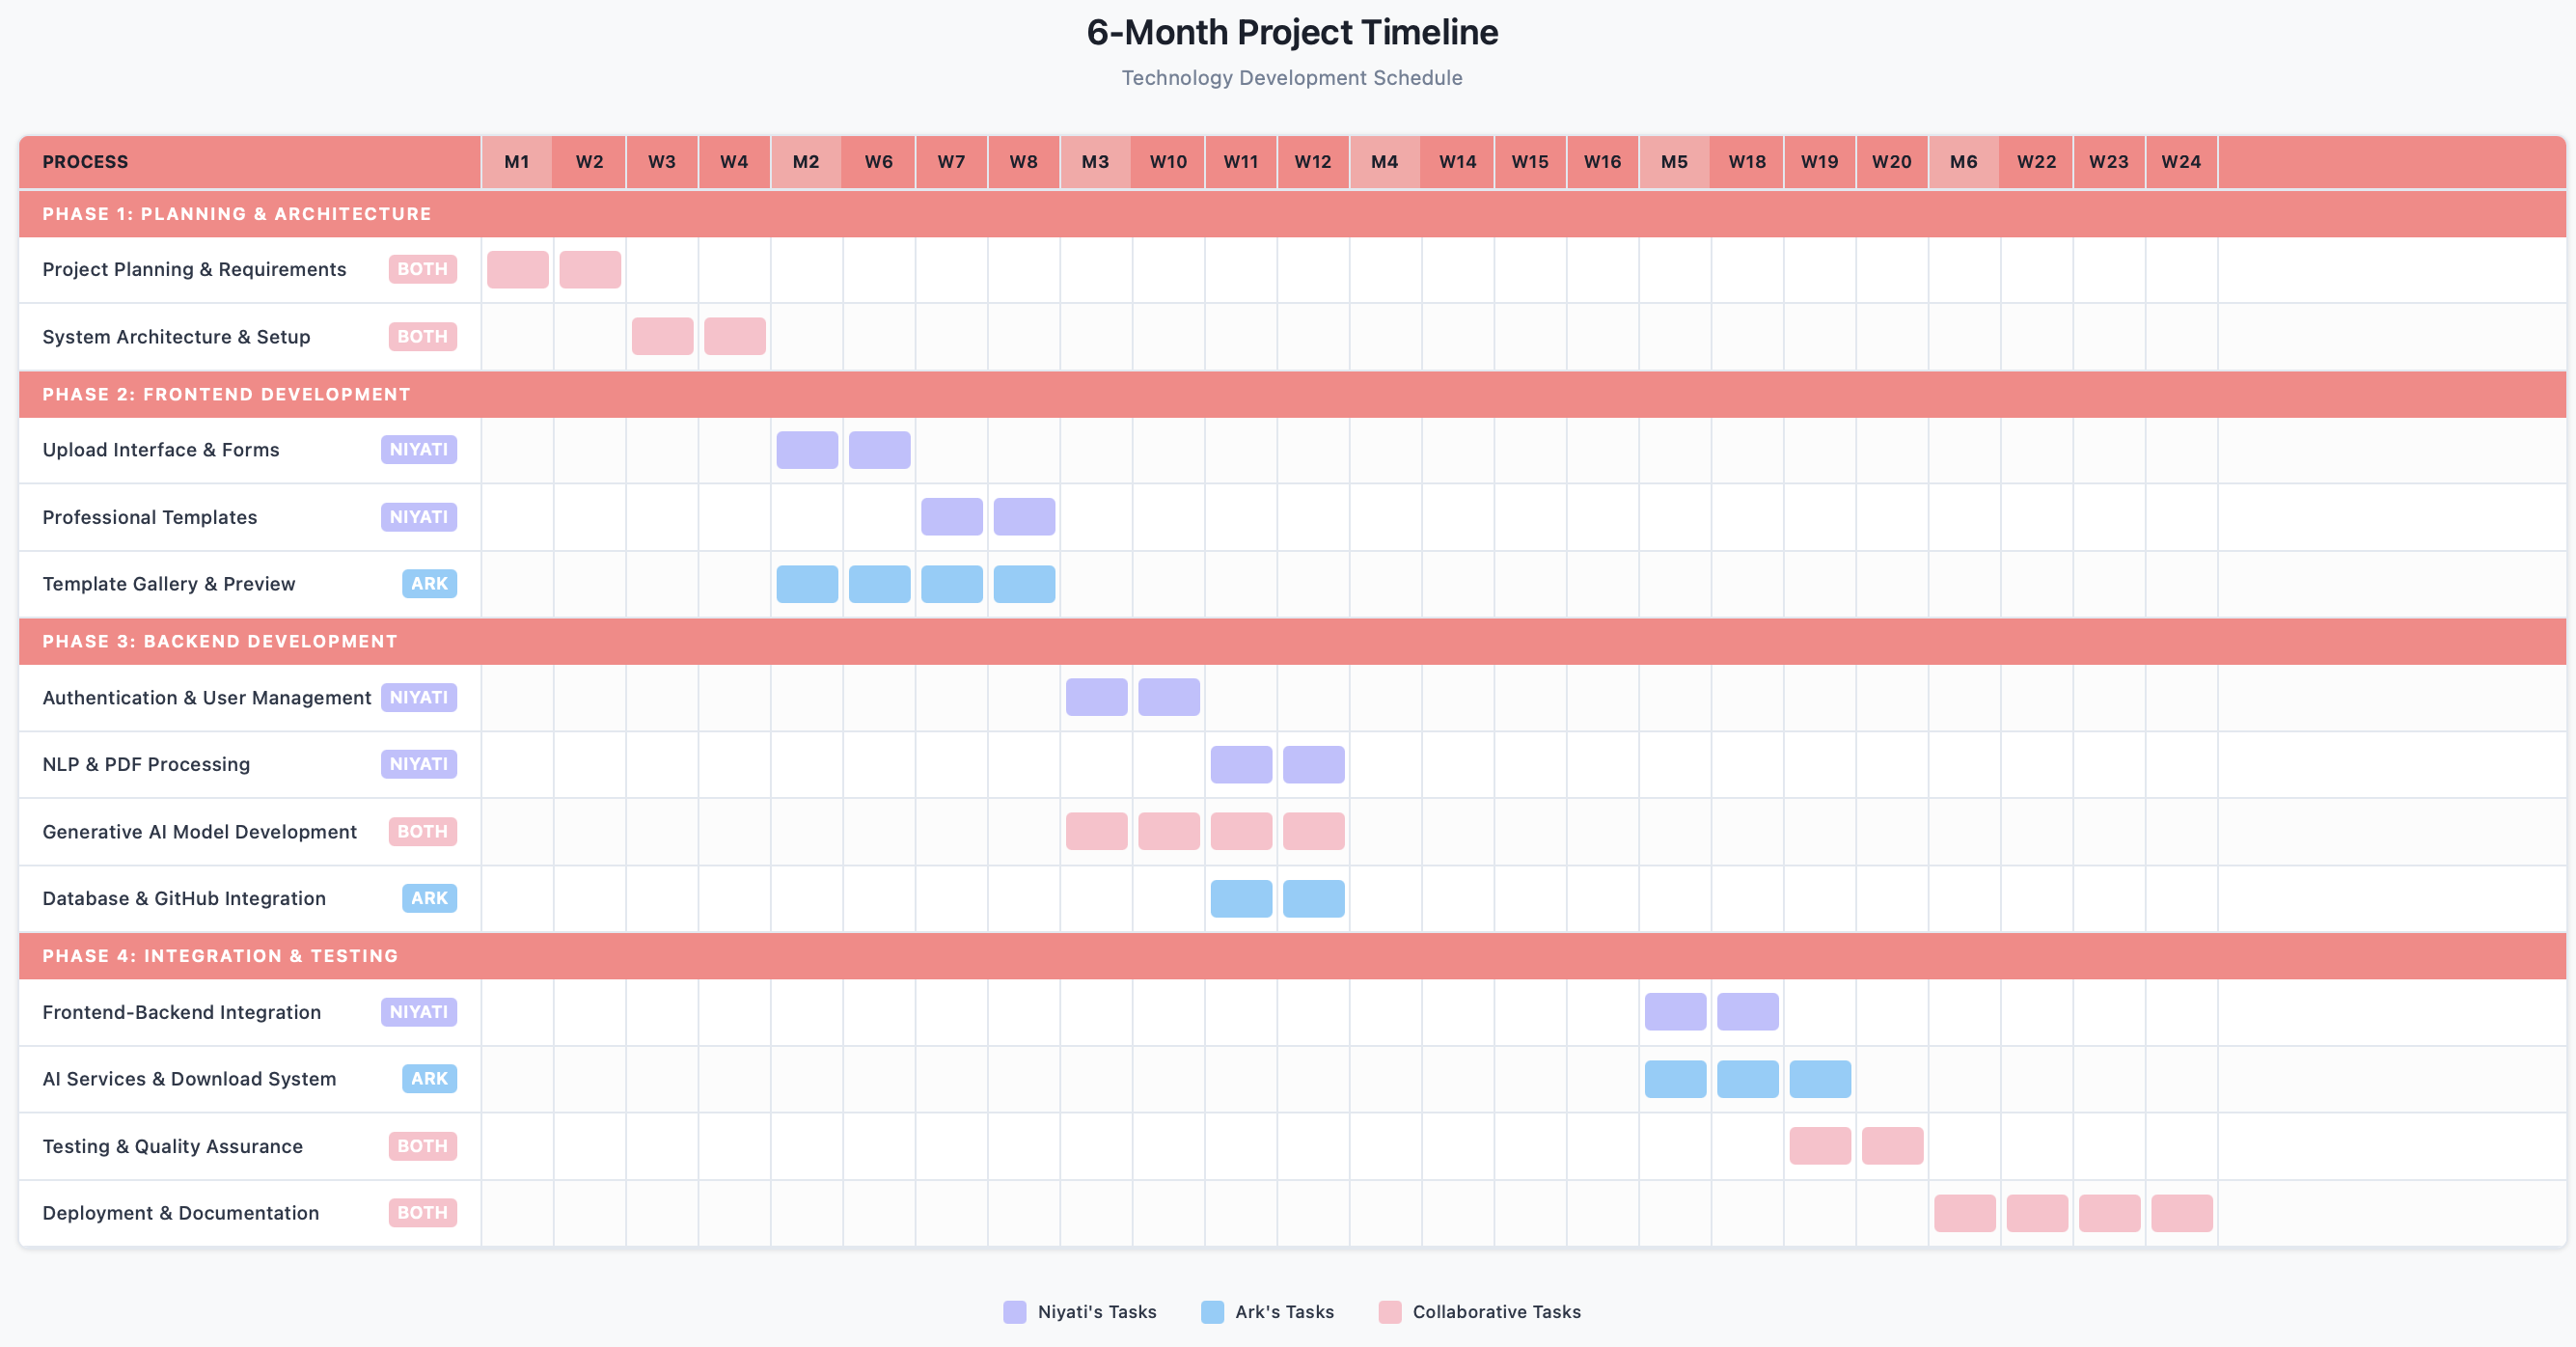 6-Month Project Timeline
Technology Development Schedule
PROCESS M1 W2 W3 W4 M2 W6 W7 W8 M3 W10 W11 W12 M4 W14 W15 W16 M5 W18 W19 W20 M6 W22 W23 W24
PHASE 1: PLANNING & ARCHITECTURE
Project Planning & Requirements BOTH
System Architecture & Setup BOTH
PHASE 2: FRONTEND DEVELOPMENT
Upload Interface & Forms NIYATI
Professional Templates NIYATI
Template Gallery & Preview ARK
PHASE 3: BACKEND DEVELOPMENT
Authentication & User Management NIYATI
NLP & PDF Processing NIYATI
Generative AI Model Development BOTH
Database & GitHub Integration ARK
PHASE 4: INTEGRATION & TESTING
Frontend-Backend Integration NIYATI
AI Services & Download System ARK
Testing & Quality Assurance BOTH
Deployment & Documentation BOTH
Niyati's Tasks Ark's Tasks Collaborative Tasks